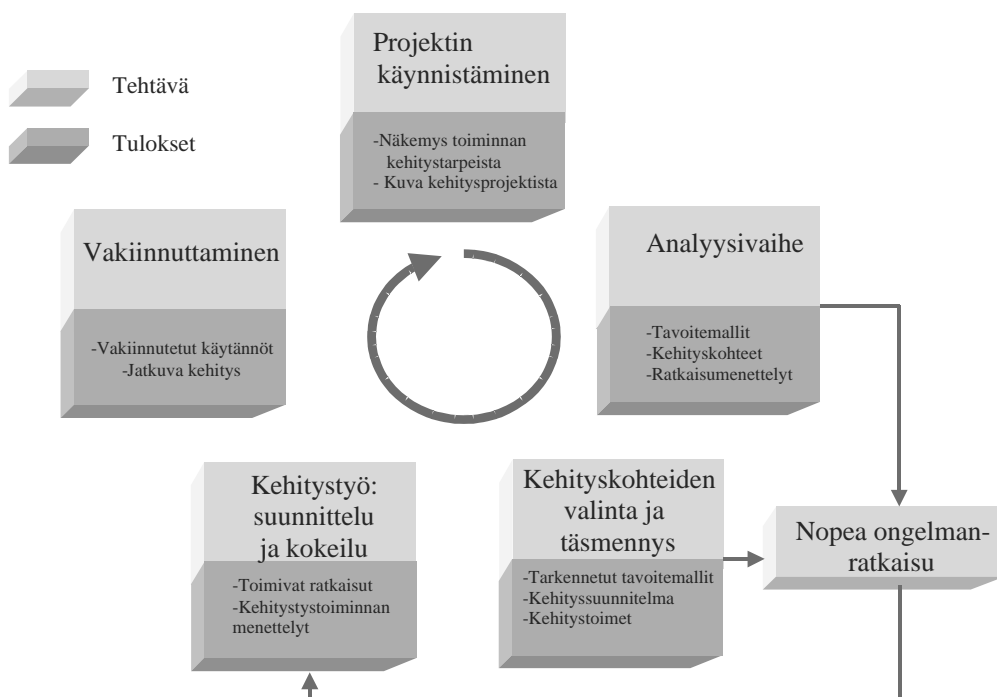 Tehtävä
Tulokset
Projektin
käynnistäminen
-Näkemys toiminnan
kehitystarpeista
- Kuva kehitysprojektista
Vakiinnuttaminen
-Vakiinnutetut käytännöt
-Jatkuva kehitys
Analyysivaihe
-Tavoitemallit
-Kehityskohteet
-Ratkaisumenettelyt
Kehitystyö:
suunnittelu
ja kokeilu
-Toimivat ratkaisut
-Kehitystystoiminnan
menettelyt
Kehityskohteiden
valinta ja
täsmennys
-Tarkennetut tavoitemallit
-Kehityssuunnitelma
-Kehitystoimet
Nopea ongelman-
ratkaisu